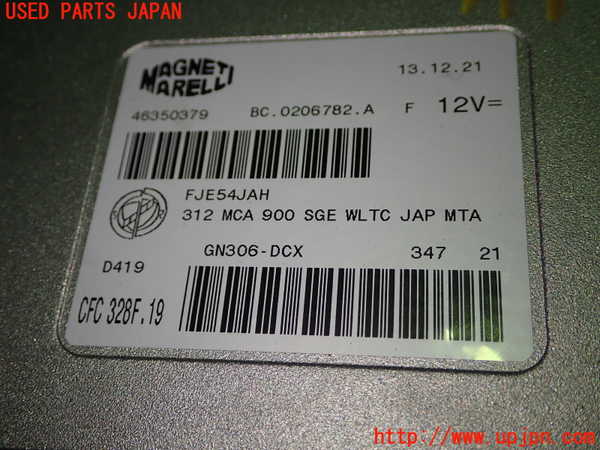 USED PARTS JAPAN
MAGNETI
MARELLI
13.12.21
46350379 BC.0206782.A F 12V=
FJE54JAH
312 MCA 900 SGE WLTC JAP MTA
GN306-DCX 347 21
D419
CFC 328F.19
http://www.upjpn.com/